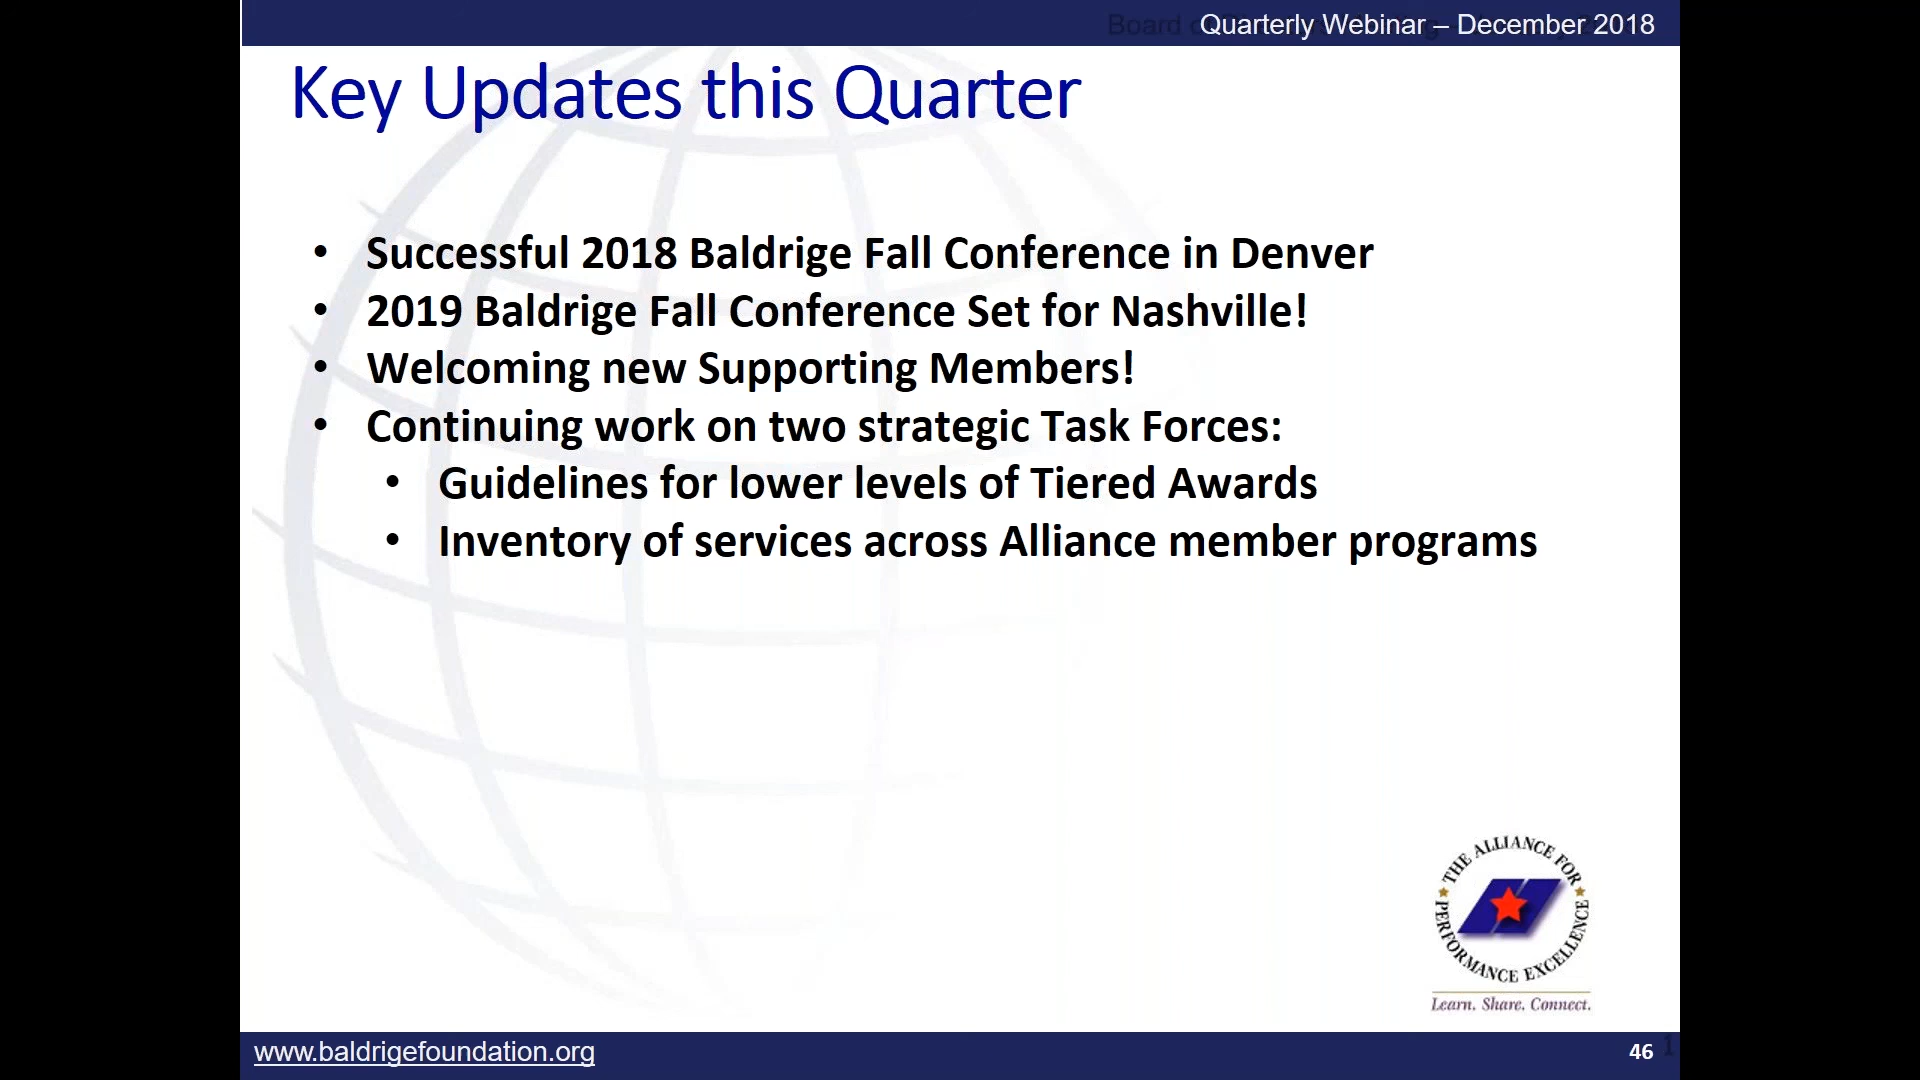 Quarterly Webinar – December 2018
Key Updates this Quarter
• Successful 2018 Baldrige Fall Conference in Denver
• 2019 Baldrige Fall Conference Set for Nashville!
• Welcoming new Supporting Members!
• Continuing work on two strategic Task Forces:
• Guidelines for lower levels of Tiered Awards
• Inventory of services across Alliance member programs
THE ALLIANCE FOR
PERFORMANCE EXCELLENCE
Learn. Share. Connect.
www.baldrigefoundation.org
46
1